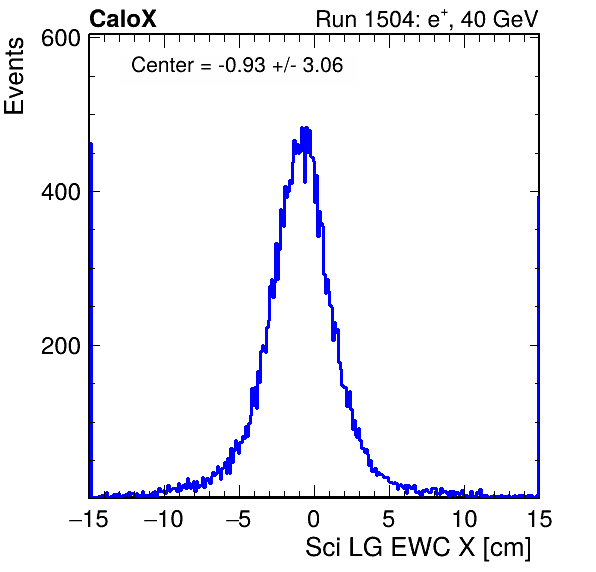 CaloX Run 1504: e⁺, 40 GeV
Center = -0.93 +/- 3.06
Events
600
400
200
−15 −10 −5 0 5 10 15
Sci LG EWC X [cm]